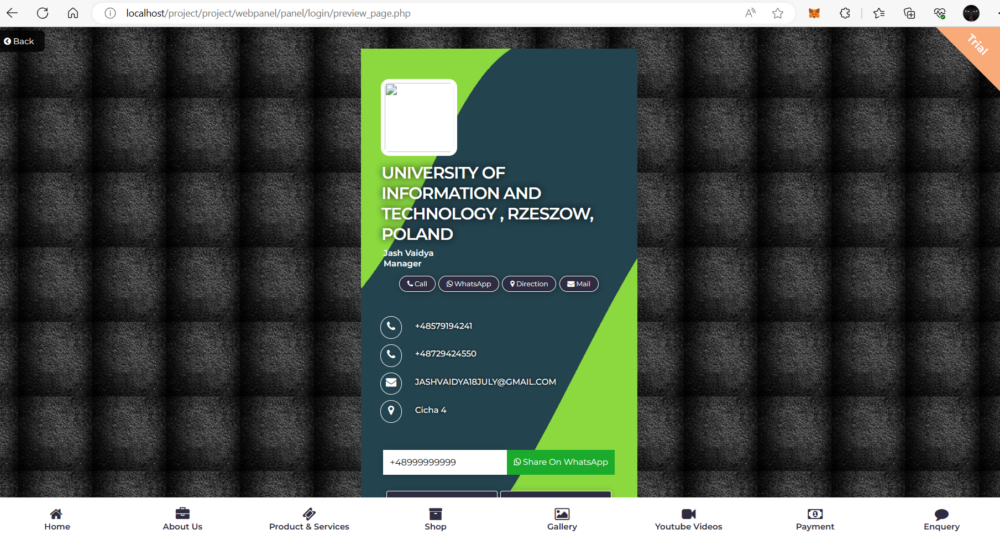 localhost/project/project/webpanel/panel/login/preview_page.php
Back
Trial
UNIVERSITY OF
INFORMATION AND
TECHNOLOGY , RZESZOW,
POLAND
Jash Vaidya
Manager
Call WhatsApp Direction Mail
+48579194241
+48729424550
JASHVAIDYA18JULY@GMAIL.COM
Cicha 4
+48999999999 Share On WhatsApp
Home About Us Product & Services Shop Gallery Youtube Videos Payment Enquery